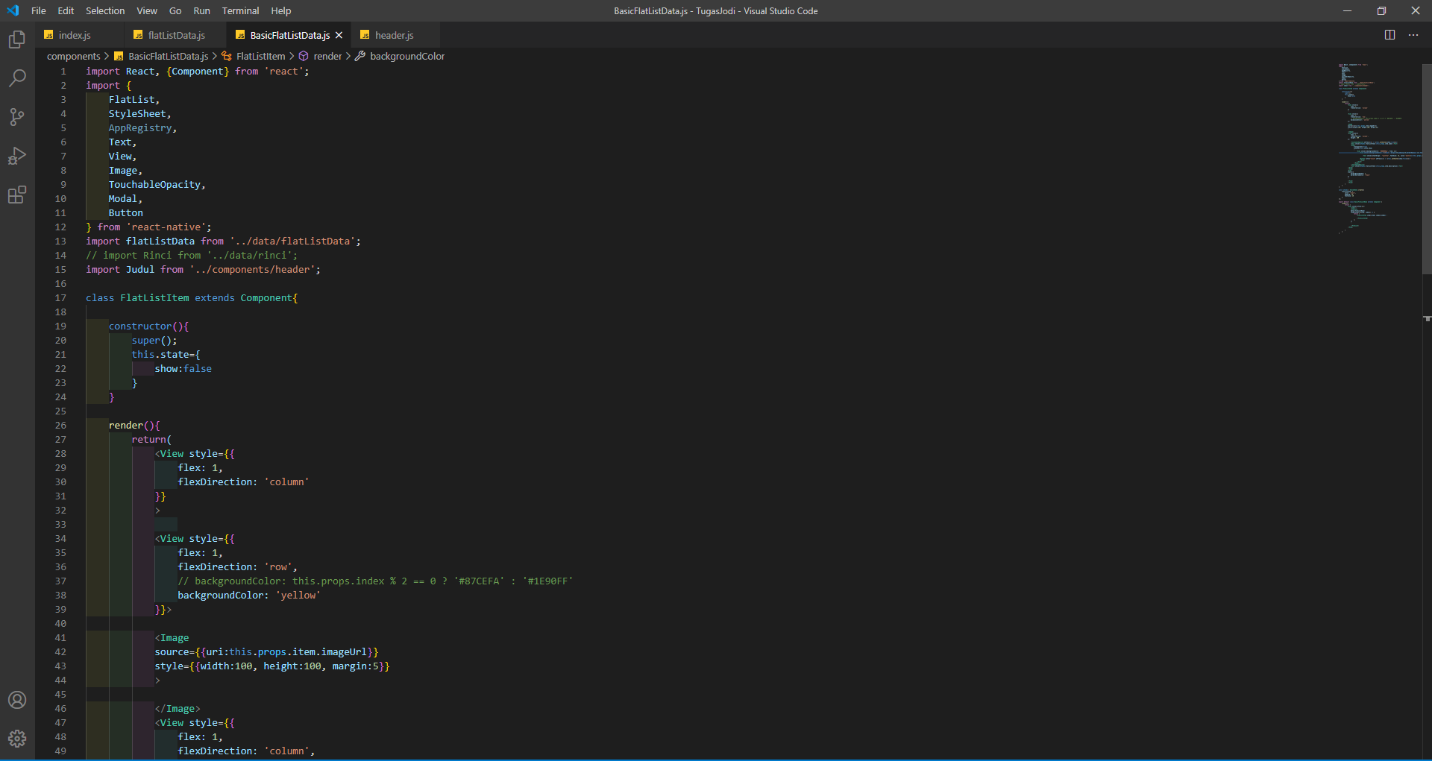 File Edit Selection View Go Run Terminal Help BasicFlatListData.js - TugasJodi - Visual Studio Code
JS index.js JS flatListData.js JS BasicFlatListData.js JS header.js
components > JS BasicFlatListData.js > FlatListItem > render > backgroundColor
1 import React, {Component} from 'react';
2 import {
3 FlatList,
4 StyleSheet,
5 AppRegistry,
6 Text,
7 View,
8 Image,
9 TouchableOpacity,
10 Modal,
11 Button
12 } from 'react-native';
13 import flatListData from '../data/flatListData';
14 // import Rinci from '../data/rinci';
15 import Judul from '../components/header';
16
17 class FlatListItem extends Component{
18
19 constructor(){
20 super();
21 this.state={
22 show:false
23 }
24 }
25
26 render(){
27 return(
28 <View style={{
29 flex: 1,
30 flexDirection: 'column'
31 }}
32 >
33
34 <View style={{
35 flex: 1,
36 flexDirection: 'row',
37 // backgroundColor: this.props.index % 2 == 0 ? '#87CEFA' : '#1E90FF'
38 backgroundColor: 'yellow'
39 }}>
40
41 <Image
42 source={{uri:this.props.item.imageUrl}}
43 style={{width:100, height:100, margin:5}}
44 >
45
46 </Image>
47 <View style={{
48 flex: 1,
49 flexDirection: 'column',